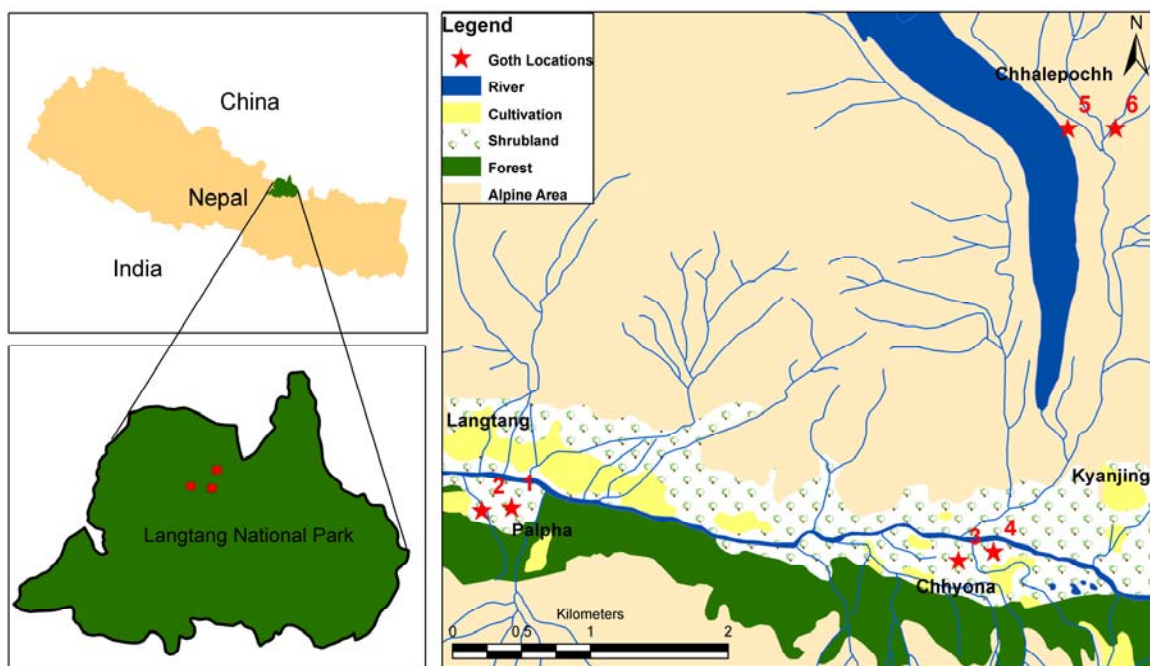 China
Nepal
India
Langtang National Park
Legend
Goth Locations
River
Cultivation
Shrubland
Forest
Alpine Area
N
Chhalepochh
5 6
Langtang
Kyanjing
2 1
Palpha
3 4
Chhyona
Kilometers
0 0.5 1 2